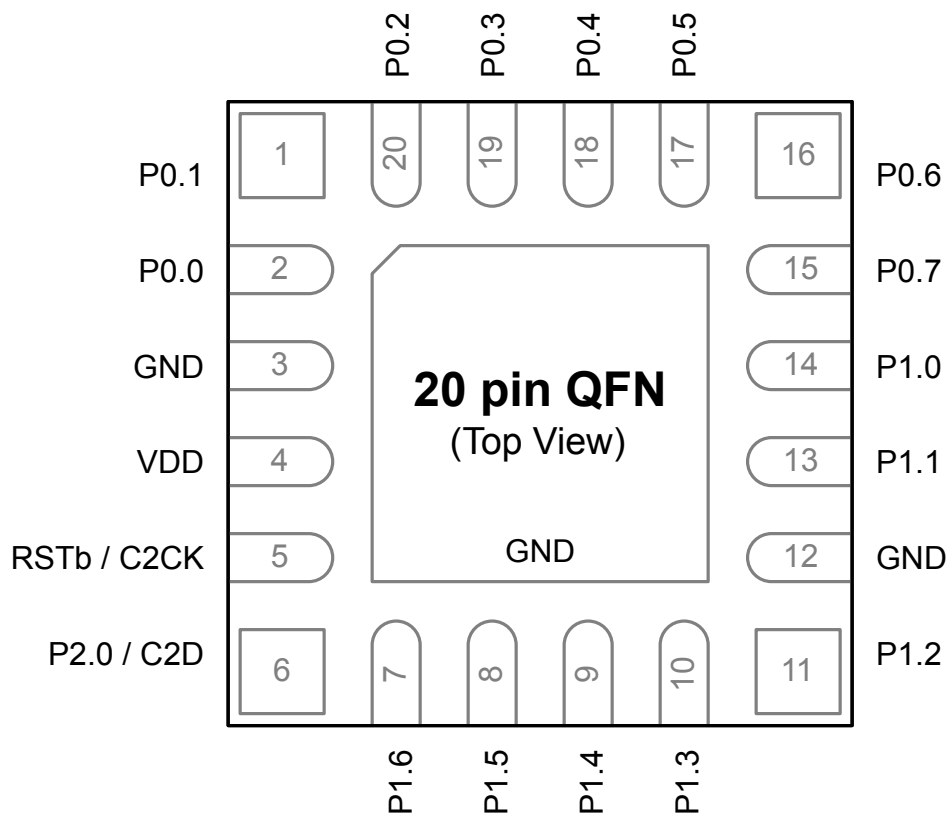 P0.2
P0.3
P0.4
P0.5
1
20
19
18
17
16
P0.1
P0.6
P0.0
2
15
P0.7
GND
3
14
P1.0
20 pin QFN
(Top View)
VDD
4
13
P1.1
RSTb / C2CK
5
GND
12
GND
P2.0 / C2D
6
7
8
9
10
11
P1.2
P1.6
P1.5
P1.4
P1.3